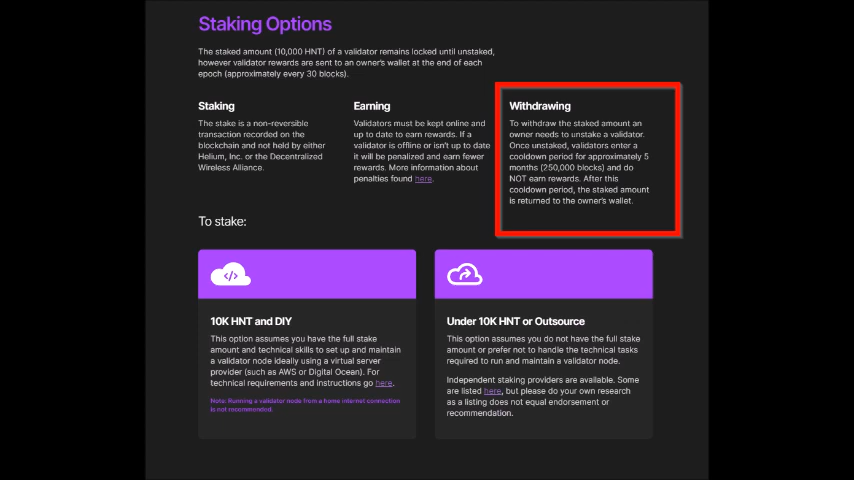 Staking Options
The staked amount (10,000 HNT) of a validator remains locked until unstaked,
however validator rewards are sent to an owner's wallet at the end of each
epoch (approximately every 30 blocks).
Staking
The stake is a non-reversible
transaction recorded on the
blockchain and not held by either
Helium, Inc. or the Decentralized
Wireless Alliance.
Earning
Validators must be kept online and
up to date to earn rewards. If a
validator is offline or isn't up to date
it will be penalized and earn fewer
rewards. More information about
penalties found here.
Withdrawing
To withdraw the staked amount an
owner needs to unstake a validator.
Once unstaked, validators enter a
cooldown period for approximately 5
months (250,000 blocks) and do
NOT earn rewards. After this
cooldown period, the staked amount
is returned to the owner's wallet.
To stake:
10K HNT and DIY
This option assumes you have the full stake
amount and technical skills to set up and maintain
a validator node ideally using a virtual server
provider (such as AWS or Digital Ocean). For
technical requirements and instructions go here.
Note: Running a validator node from a home internet connection
is not recommended.
Under 10K HNT or Outsource
This option assumes you do not have the full stake
amount or prefer not to handle the technical tasks
required to run and maintain a validator node.
Independent staking providers are available. Some
are listed here, but please do your own research
as a listing does not equal endorsement or
recommendation.